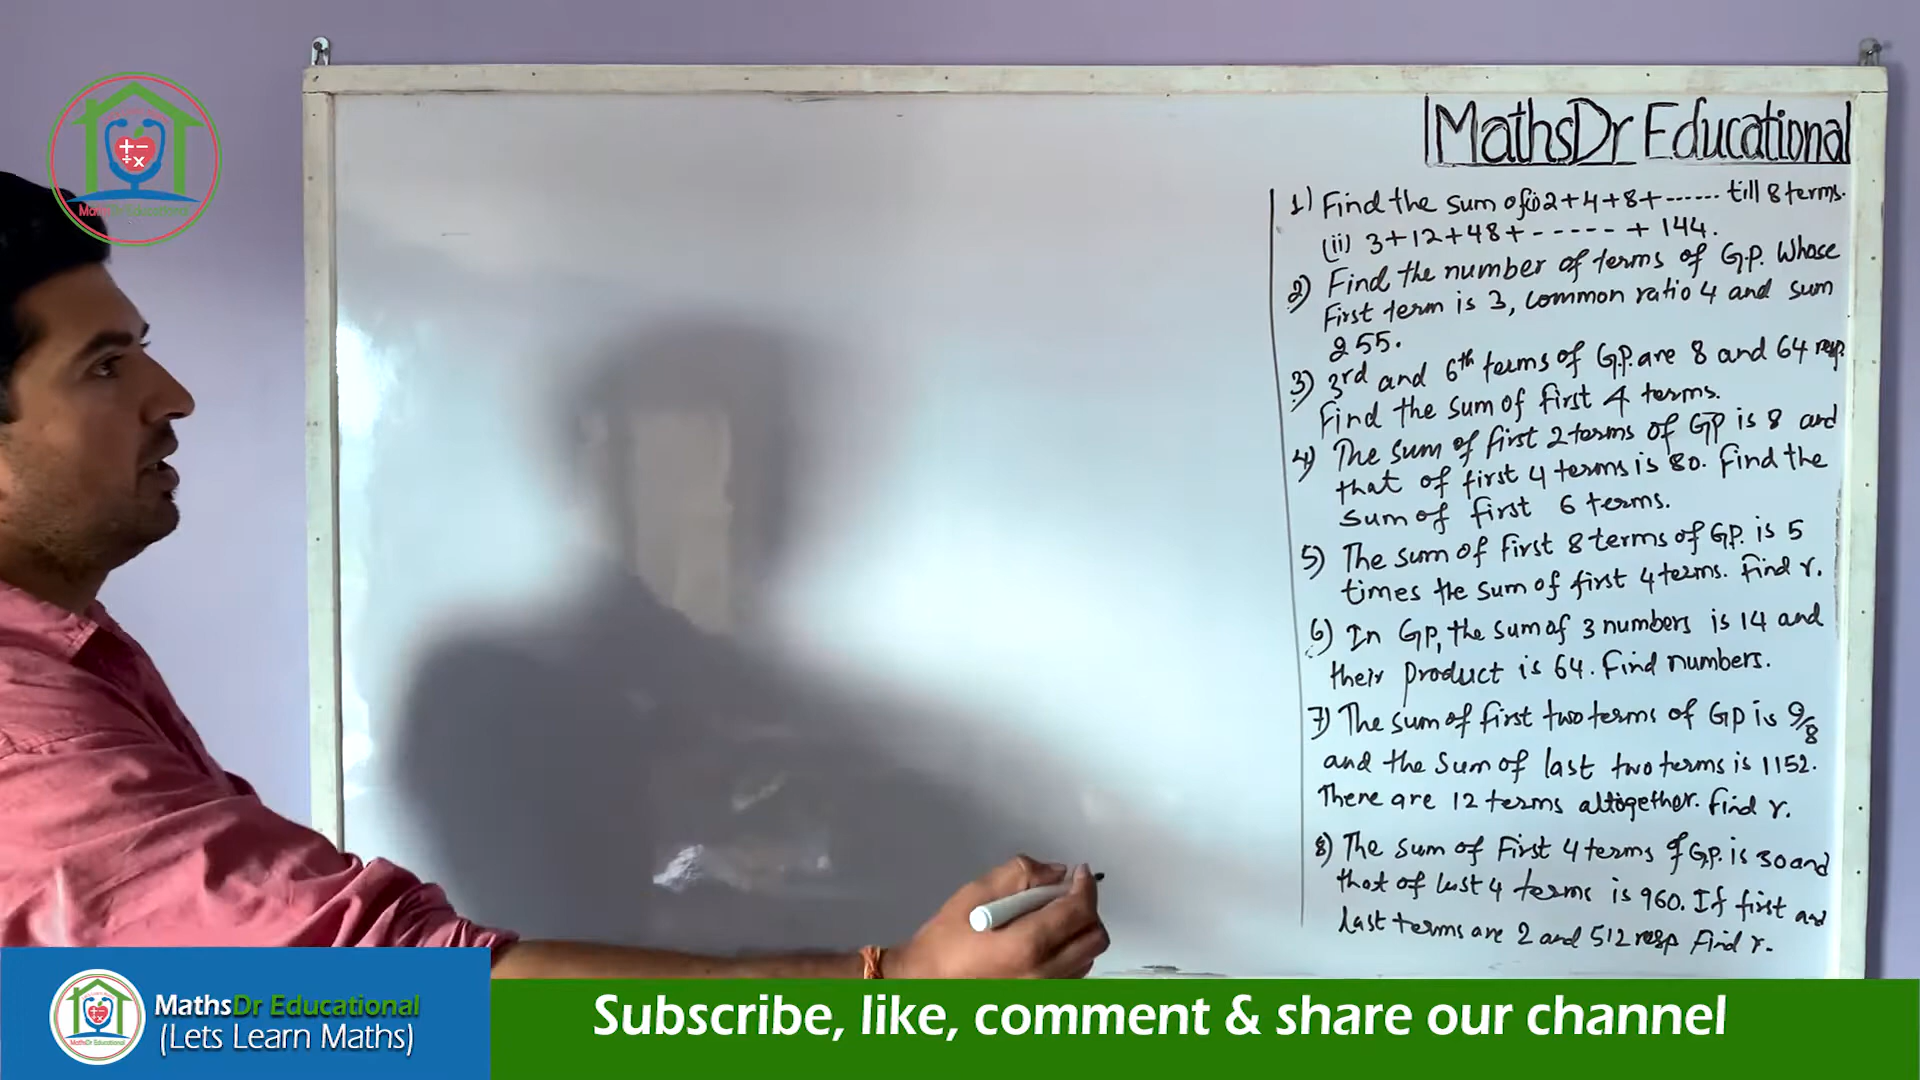 MathsDr Educational
1) Find the sum of (i) 2+4+8+------ till 8 terms.
(ii) 3+12+48+ - - - - - + 144.
2) Find the number of terms of G.P. whose
First term is 3, common ratio 4 and sum
255.
3) 3rd and 6th terms of G.P. are 8 and 64 resp.
Find the sum of first 4 terms.
4) The sum of first 2 terms of GP is 8 and
that of first 4 terms is 80. Find the
sum of first 6 terms.
5) The sum of First 8 terms of G.P. is 5
times the sum of first 4 terms. Find r.
6) In GP, the sum of 3 numbers is 14 and
their product is 64. Find numbers.
7) The sum of first two terms of GP is 9/8
and the sum of last two terms is 1152.
There are 12 terms altogether. Find r.
8) The sum of First 4 terms of G.P. is 30 and
that of last 4 terms is 960. If first and
last terms are 2 and 512 resp Find r.
MathsDr Educational
MathsDr Educational
MathsDr Educational
(Lets Learn Maths)
Subscribe, like, comment & share our channel